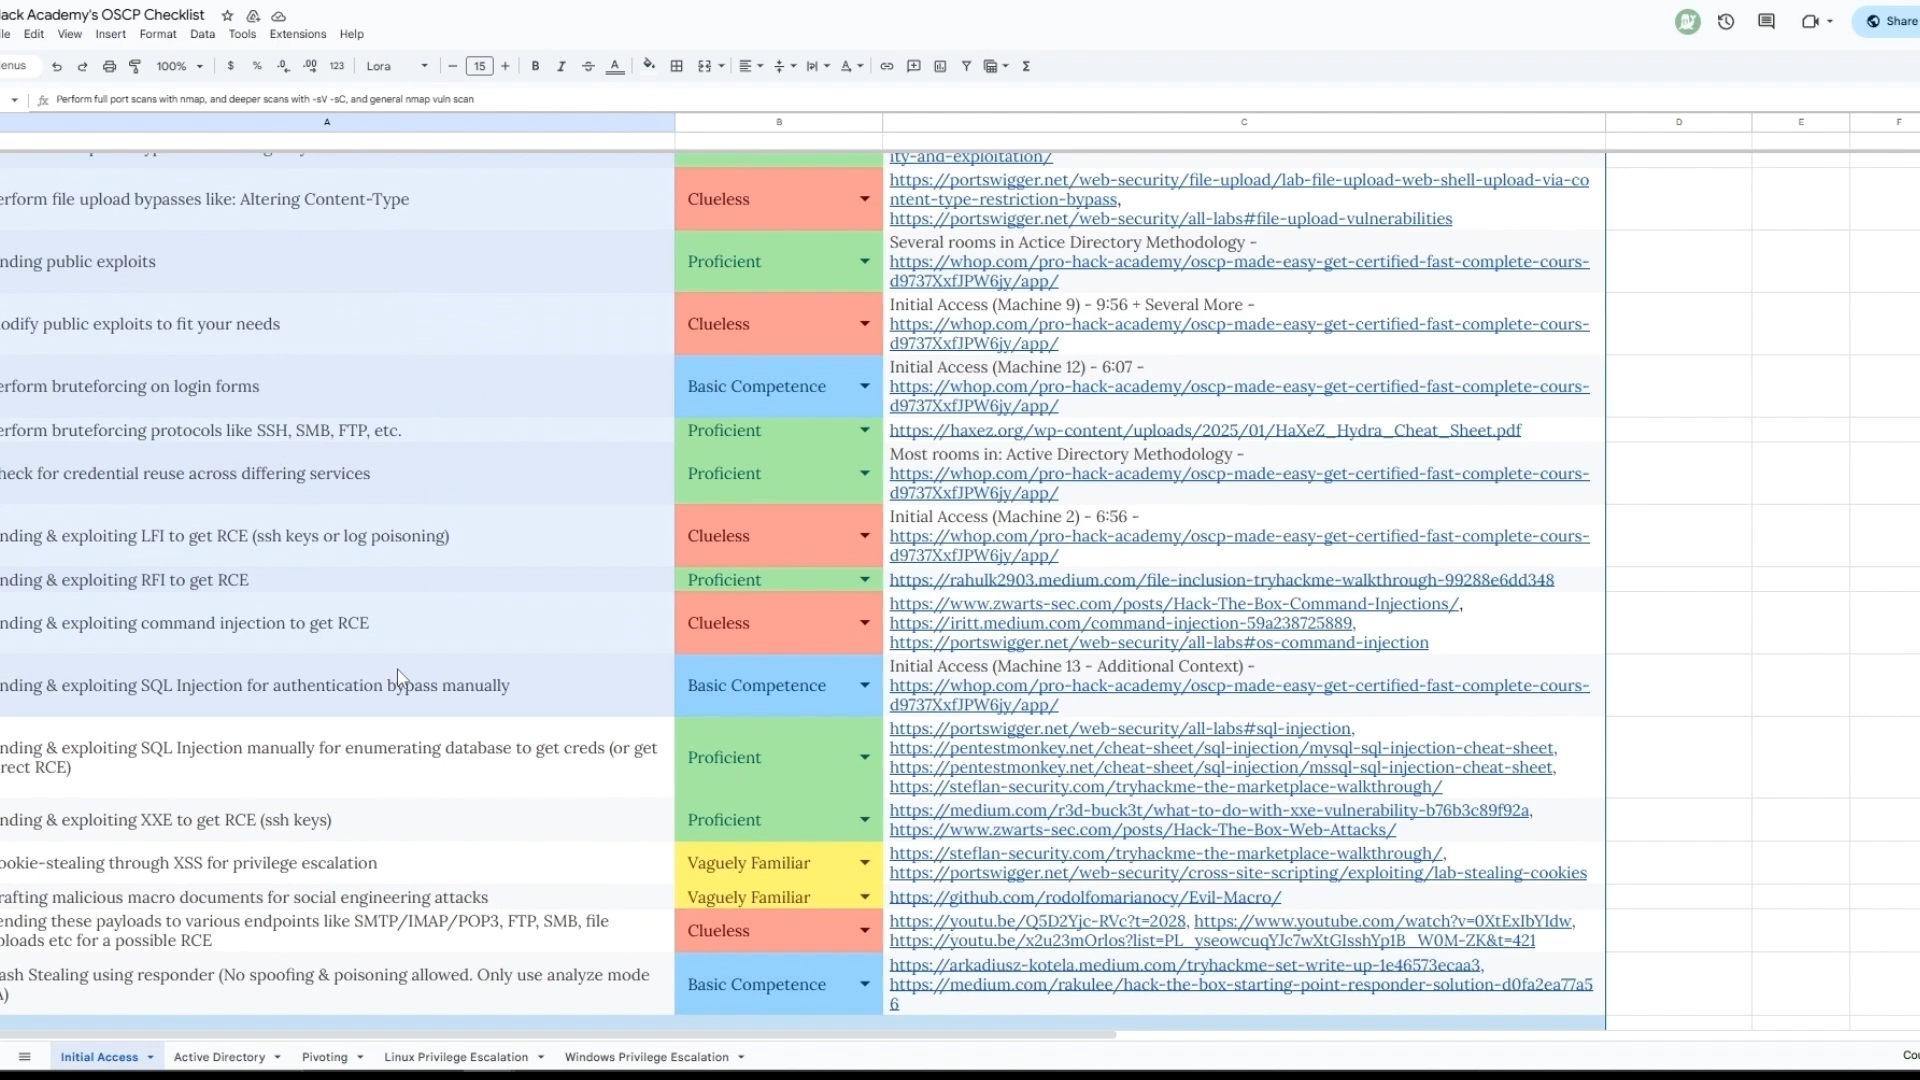 ack Academy's OSCP Checklist
le Edit View Insert Format Data Tools Extensions Help
Share
enus 100% $ % .0 .00 123 Lora 15 B I A
fx Perform full port scans with nmap, and deeper scans with -sV -sC, and general nmap vuln scan
A B C D E F
ity-and-exploitation/
erform file upload bypasses like: Altering Content-Type
Clueless
https://portswigger.net/web-security/file-upload/lab-file-upload-web-shell-upload-via-co
ntent-type-restriction-bypass,
https://portswigger.net/web-security/all-labs#file-upload-vulnerabilities
nding public exploits
Proficient
Several rooms in Actice Directory Methodology -
https://whop.com/pro-hack-academy/oscp-made-easy-get-certified-fast-complete-cours-
d9737XxfJPW6jy/app/
odify public exploits to fit your needs
Clueless
Initial Access (Machine 9) - 9:56 + Several More -
https://whop.com/pro-hack-academy/oscp-made-easy-get-certified-fast-complete-cours-
d9737XxfJPW6jy/app/
erform bruteforcing on login forms
Basic Competence
Initial Access (Machine 12) - 6:07 -
https://whop.com/pro-hack-academy/oscp-made-easy-get-certified-fast-complete-cours-
d9737XxfJPW6jy/app/
erform bruteforcing protocols like SSH, SMB, FTP, etc.
Proficient
https://haxez.org/wp-content/uploads/2025/01/HaXeZ_Hydra_Cheat_Sheet.pdf
heck for credential reuse across differing services
Proficient
Most rooms in: Active Directory Methodology -
https://whop.com/pro-hack-academy/oscp-made-easy-get-certified-fast-complete-cours-
d9737XxfJPW6jy/app/
nding & exploiting LFI to get RCE (ssh keys or log poisoning)
Clueless
Initial Access (Machine 2) - 6:56 -
https://whop.com/pro-hack-academy/oscp-made-easy-get-certified-fast-complete-cours-
d9737XxfJPW6jy/app/
nding & exploiting RFI to get RCE
Proficient
https://rahulk2903.medium.com/file-inclusion-tryhackme-walkthrough-99288e6dd348
nding & exploiting command injection to get RCE
Clueless
https://www.zwarts-sec.com/posts/Hack-The-Box-Command-Injections/,
https://iritt.medium.com/command-injection-59a238725889,
https://portswigger.net/web-security/all-labs#os-command-injection
nding & exploiting SQL Injection for authentication bypass manually
Basic Competence
Initial Access (Machine 13 - Additional Context) -
https://whop.com/pro-hack-academy/oscp-made-easy-get-certified-fast-complete-cours-
d9737XxfJPW6jy/app/
nding & exploiting SQL Injection manually for enumerating database to get creds (or get
rect RCE)
Proficient
https://portswigger.net/web-security/all-labs#sql-injection,
https://pentestmonkey.net/cheat-sheet/sql-injection/mysql-sql-injection-cheat-sheet,
https://pentestmonkey.net/cheat-sheet/sql-injection/mssql-sql-injection-cheat-sheet,
https://steflan-security.com/tryhackme-the-marketplace-walkthrough/
nding & exploiting XXE to get RCE (ssh keys)
Proficient
https://medium.com/r3d-buck3t/what-to-do-with-xxe-vulnerability-b76b3c89f92a,
https://www.zwarts-sec.com/posts/Hack-The-Box-Web-Attacks/
ookie-stealing through XSS for privilege escalation
Vaguely Familiar
https://steflan-security.com/tryhackme-the-marketplace-walkthrough/,
https://portswigger.net/web-security/cross-site-scripting/exploiting/lab-stealing-cookies
rafting malicious macro documents for social engineering attacks
Vaguely Familiar
https://github.com/rodolfomarianocy/Evil-Macro/
ending these payloads to various endpoints like SMTP/IMAP/POP3, FTP, SMB, file
ploads etc for a possible RCE
Clueless
https://youtu.be/Q5D2Yjc-RVc?t=2028, https://www.youtube.com/watch?v=0XtExIbYIdw,
https://youtu.be/x2u23mOrlos?list=PL_yseowcuqYJc7wXtGIsshYp1B_W0M-ZK&t=421
ash Stealing using responder (No spoofing & poisoning allowed. Only use analyze mode
A)
Basic Competence
https://arkadiusz-kotela.medium.com/tryhackme-set-write-up-1e46573ecaa3,
https://medium.com/rakulee/hack-the-box-starting-point-responder-solution-d0fa2ea77a5
6
Initial Access Active Directory Pivoting Linux Privilege Escalation Windows Privilege Escalation
Cou